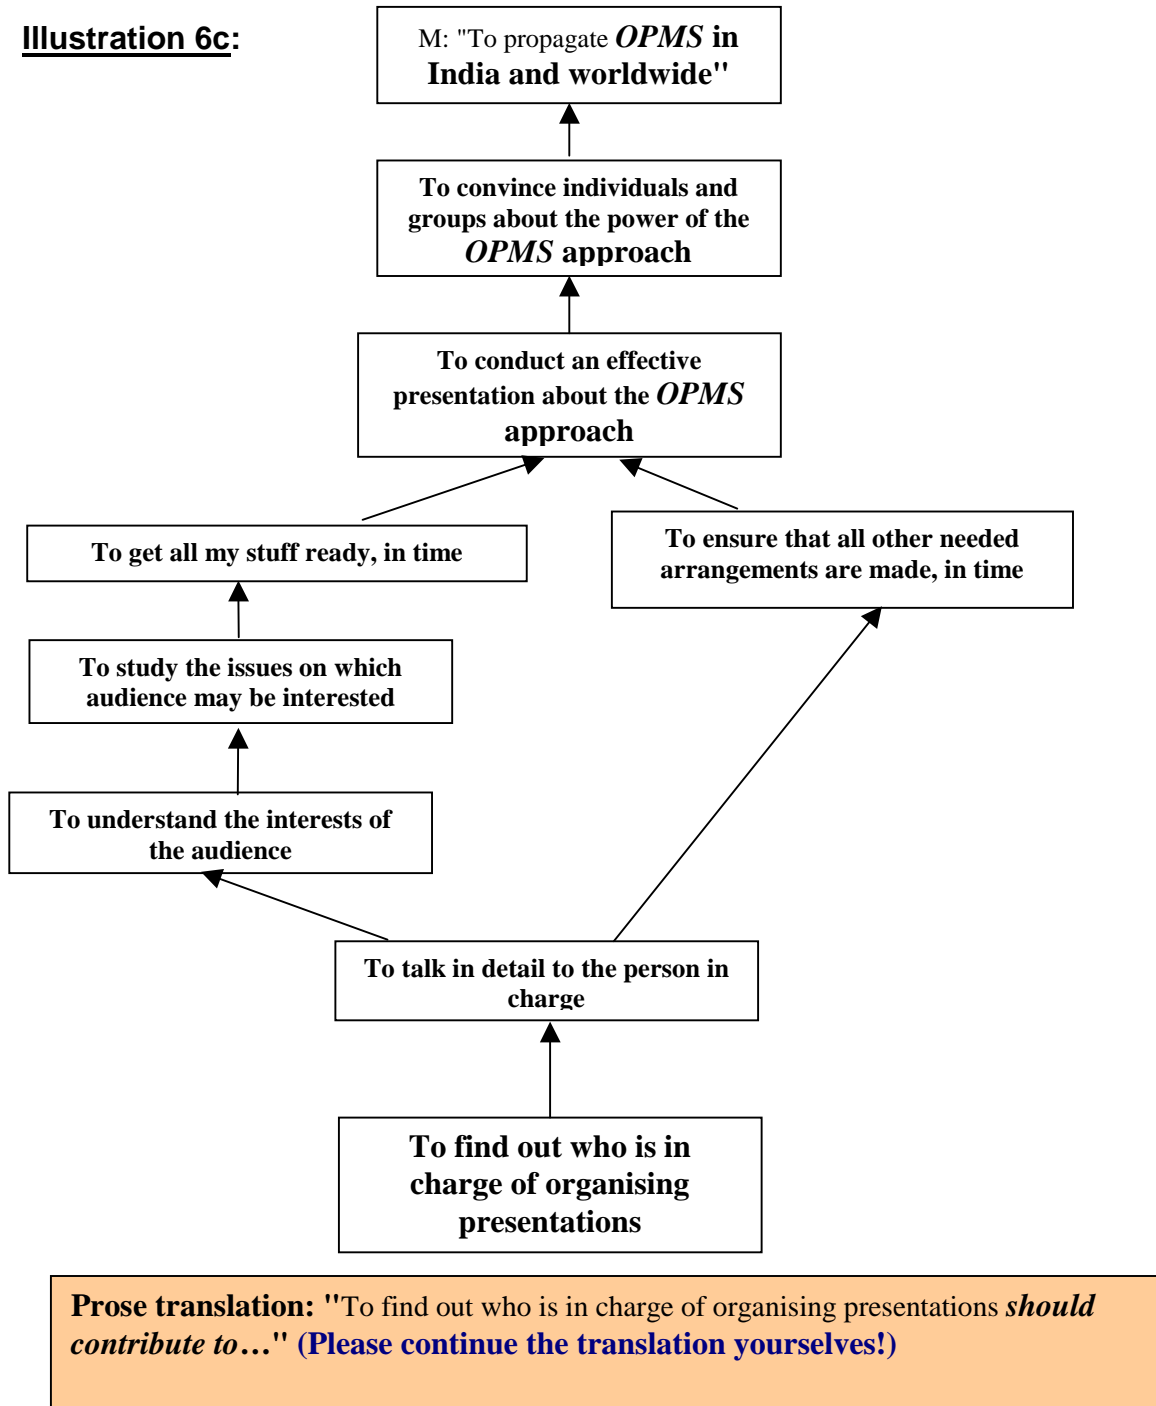 Illustration 6c:
M: "To propagate OPMS in
India and worldwide"
To convince individuals and
groups about the power of the
OPMS approach
To conduct an effective
presentation about the OPMS
approach
To get all my stuff ready, in time
To ensure that all other needed
arrangements are made, in time
To study the issues on which
audience may be interested
To understand the interests of
the audience
To talk in detail to the person in
charge
To find out who is in
charge of organising
presentations
Prose translation: "To find out who is in charge of organising presentations should
contribute to…" (Please continue the translation yourselves!)